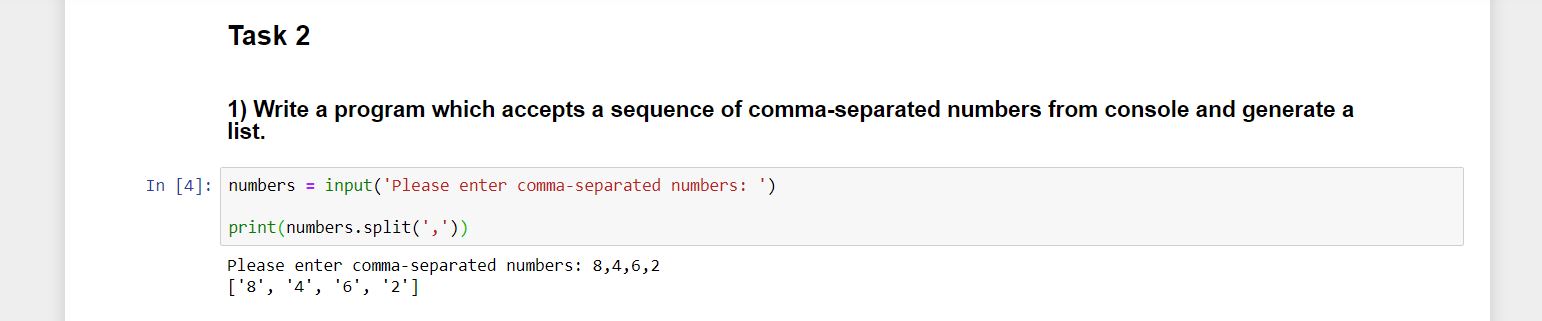 Task 2
1) Write a program which accepts a sequence of comma-separated numbers from console and generate a
list.
In [4]: numbers = input('Please enter comma-separated numbers: ')
print(numbers.split(','))
Please enter comma-separated numbers: 8,4,6,2
['8', '4', '6', '2']